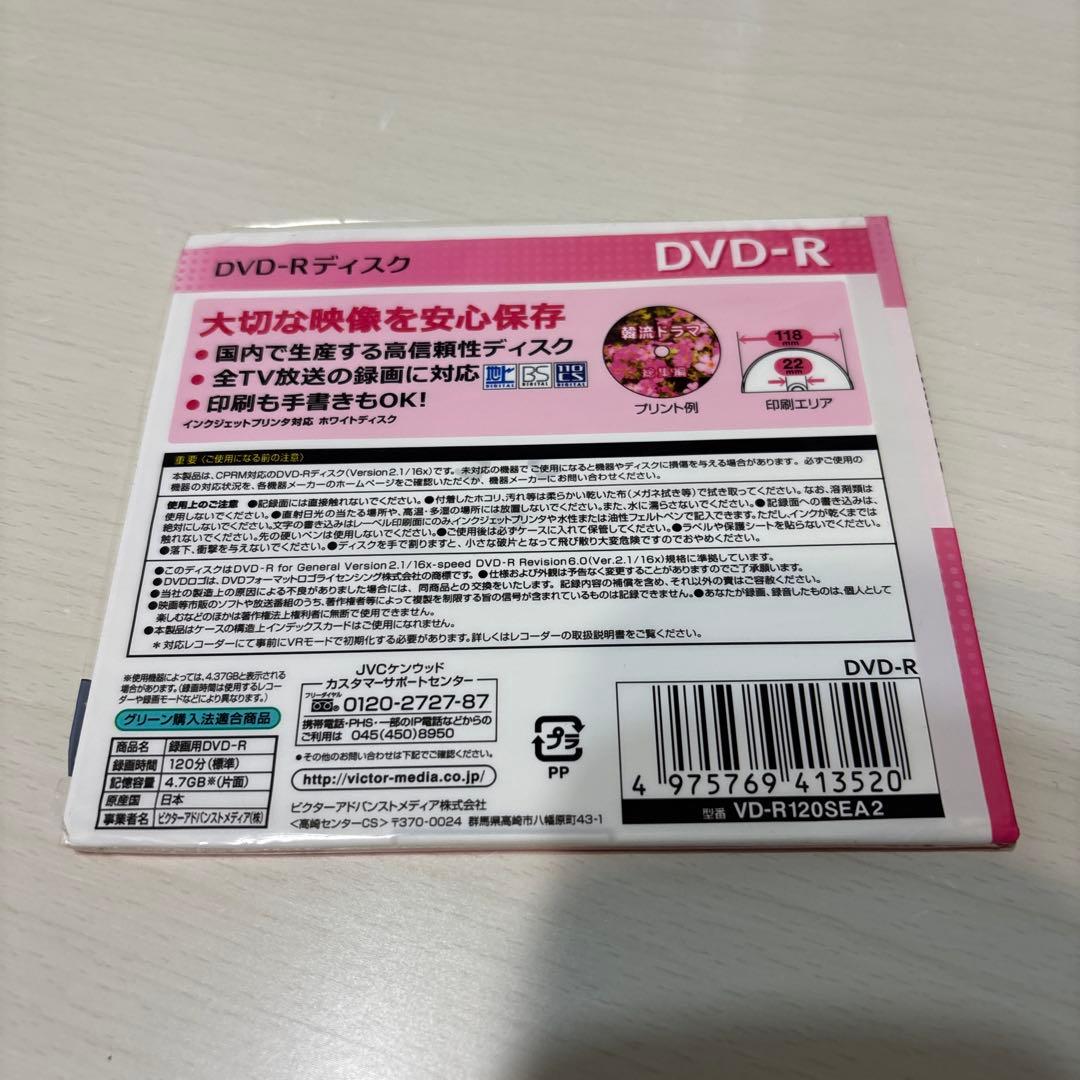 DVD-Rディスク
DVD-R
大切な映像を安心保存
●国内で生産する高信頼性ディスク
●全TV放送の録画に対応
地上 DIGITAL
BS DIGITAL
110 CS DIGITAL
●印刷も手書きもOK!
インクジェットプリンタ対応 ホワイトディスク
韓流ドラマ
総集編
プリント例
118 mm
22 mm
印刷エリア
重要〈ご使用になる前の注意〉
本製品は、CPRM対応のDVD-Rディスク(Version2.1/16x)です。未対応の機器でご使用になると機器やディスクに損傷を与える場合があります。必ずご使用の
機器の対応状況を、各機器メーカーのホームページをご確認いただくか、機器メーカーにお問い合わせください。
使用上のご注意 ●記録面には直接触れないでください。●付着したホコリ、汚れ等は柔らかい乾いた布(メガネ拭き等)で拭き取ってください。なお、溶剤類は
使用しないでください。●直射日光の当たる場所や、高温・多湿の場所には放置しないでください。また、水に濡らさないでください。●記録面への書き込みは、
絶対にしないでください。文字の書き込みはレーベル印刷面にのみインクジェットプリンタや水性または油性フェルトペンで記入できます。ただしインクが乾くまでは
触れないでください。先の硬いペンは使用しないでください。●ご使用後は必ずケースに入れて保管してください。●ラベルや保護シートを貼らないでください。
●落下、衝撃を与えないでください。●ディスクを手で割りますと、小さな破片となって飛び散り大変危険ですのでおやめください。
●このディスクはDVD-R for General Version2.1/16x-speed DVD-R Revision6.0(Ver.2.1/16x)規格に準拠しています。
●DVDロゴは、DVDフォーマットロゴライセンシング株式会社の商標です。●仕様および外観は予告なく変更することがありますのでご了承願います。
●当社の製造上の原因による不良がありました場合には、同商品との交換をいたします。記録内容の補償を含め、それ以外の責はご容赦ください。
●映画等市販のソフトや放送番組のうち、著作権者等によって複製を制限する旨の信号が含まれているものは記録できません。●あなたが録画、録音したものは、個人として
楽しむなどのほかは著作権法上権利者に無断で使用できません。
●本製品はケースの構造上インデックスカードはご使用になれません。
＊対応レコーダーにて事前にVRモードで初期化する必要があります。詳しくはレコーダーの取扱説明書をご覧ください。
※使用機器によっては、4.37GBと表示される
場合があります。(録画時間は使用するレコー
ダーや録画モードなどにより異なります。)
グリーン購入法適合商品
商品名 録画用DVD-R
録画時間 120分(標準)
記憶容量 4.7GB※(片面)
原産国 日本
事業者名 ビクターアドバンストメディア(株)
JVCケンウッド
カスタマーサポートセンター
フリーダイヤル
0120-2727-87
携帯電話・PHS・一部のIP電話などからの
ご利用は 045(450)8950
●その他のお問い合わせは下記でご確認ください。
http://victor-media.co.jp/
ビクターアドバンストメディア株式会社
〈高崎センターCS〉〒370-0024 群馬県高崎市八幡原町43-1
プラ
PP
DVD-R
4 975769 413520
型番 VD-R120SEA2